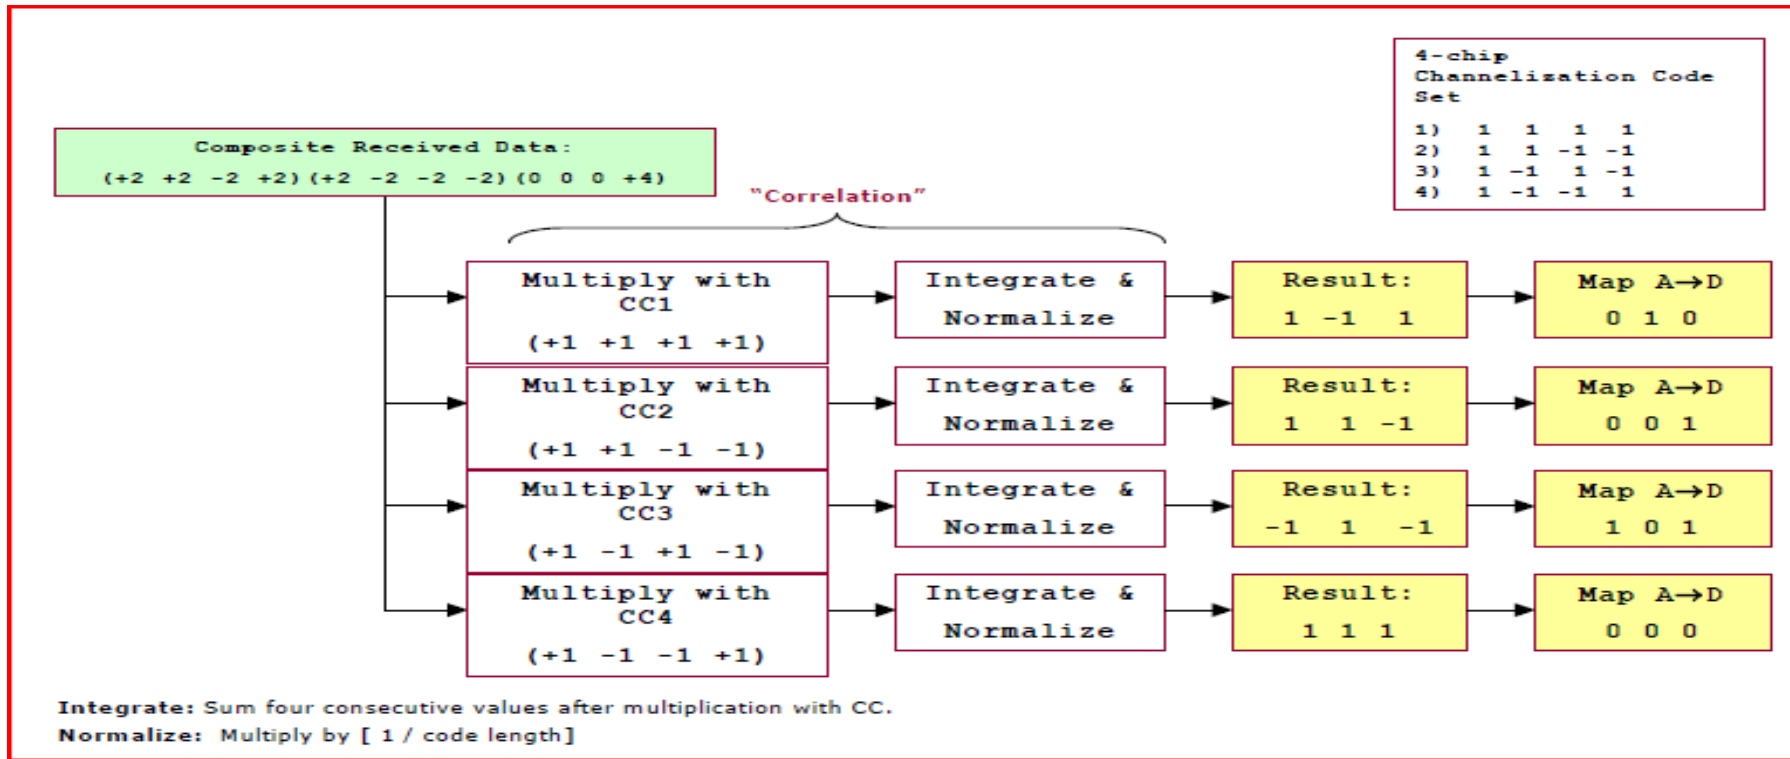 4-chip
Channelization Code
Set
1) 1 1 1 1
2) 1 1 -1 -1
3) 1 -1 1 -1
4) 1 -1 -1 1
Composite Received Data:
(+2 +2 -2 +2)(+2 -2 -2 -2)(0 0 0 +4)
"Correlation"
Multiply with
CC1
(+1 +1 +1 +1)
Integrate &
Normalize
Result:
1 -1 1
Map A→D
0 1 0
Multiply with
CC2
(+1 +1 -1 -1)
Integrate &
Normalize
Result:
1 1 -1
Map A→D
0 0 1
Multiply with
CC3
(+1 -1 +1 -1)
Integrate &
Normalize
Result:
-1 1 -1
Map A→D
1 0 1
Multiply with
CC4
(+1 -1 -1 +1)
Integrate &
Normalize
Result:
1 1 1
Map A→D
0 0 0
Integrate: Sum four consecutive values after multiplication with CC.
Normalize: Multiply by [ 1 / code length]